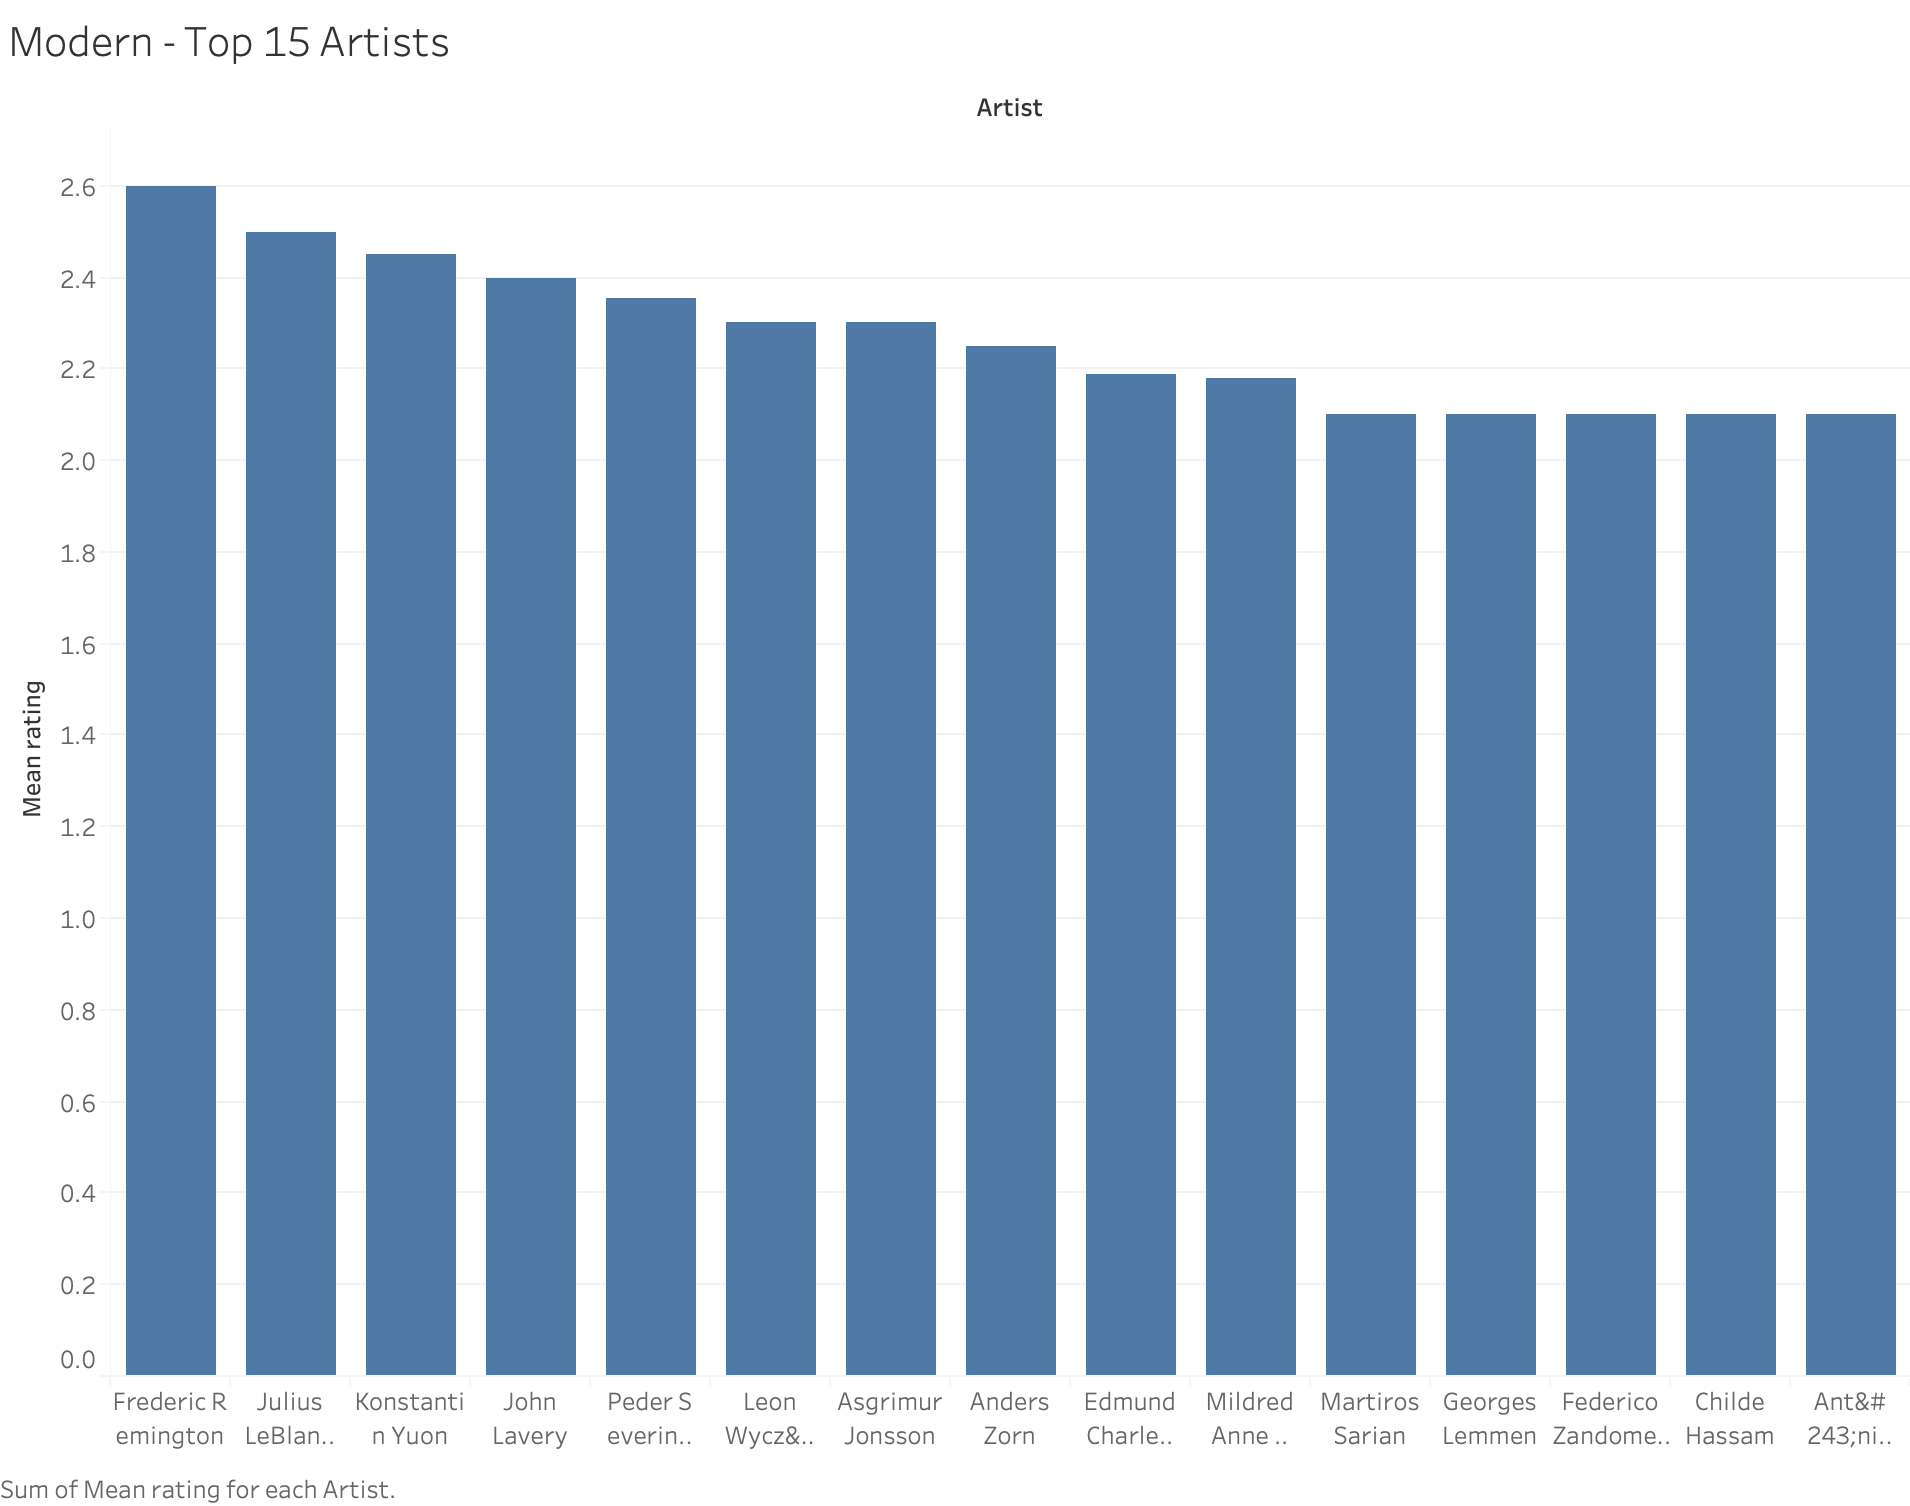 Modern - Top 15 Artists
Artist
2.6
2.4
2.2
2.0
1.8
1.6
1.4
1.2
1.0
0.8
0.6
0.4
0.2
0.0
Mean rating
Frederic R
emington
Julius
LeBlan..
Konstanti
n Yuon
John
Lavery
Peder S
everin..
Leon
Wycz&..
Asgrimur
Jonsson
Anders
Zorn
Edmund
Charle..
Mildred
Anne ..
Martiros
Sarian
Georges
Lemmen
Federico
Zandome..
Childe
Hassam
Ant&#
243;ni..
Sum of Mean rating for each Artist.